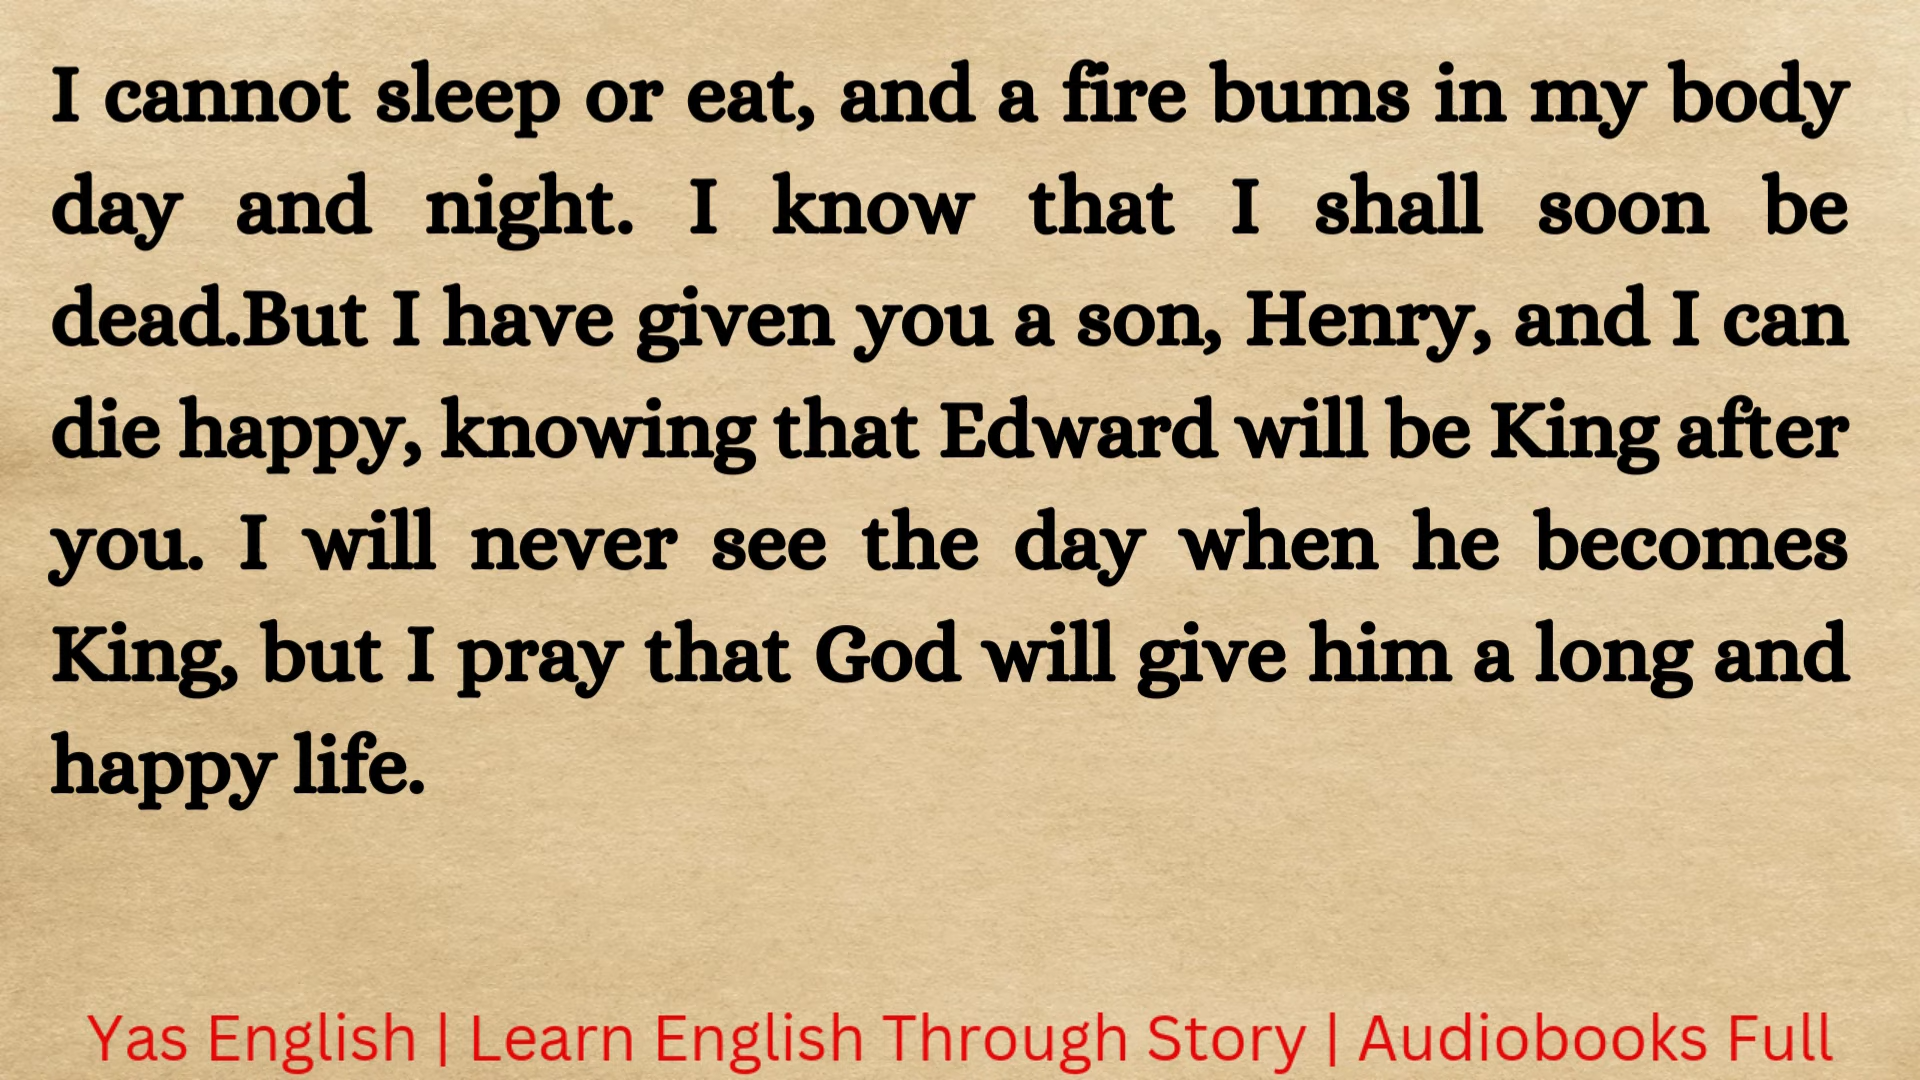 I cannot sleep or eat, and a fire bums in my body
day and night. I know that I shall soon be
dead.But I have given you a son, Henry, and I can
die happy, knowing that Edward will be King after
you. I will never see the day when he becomes
King, but I pray that God will give him a long and
happy life.
Yas English | Learn English Through Story | Audiobooks Full